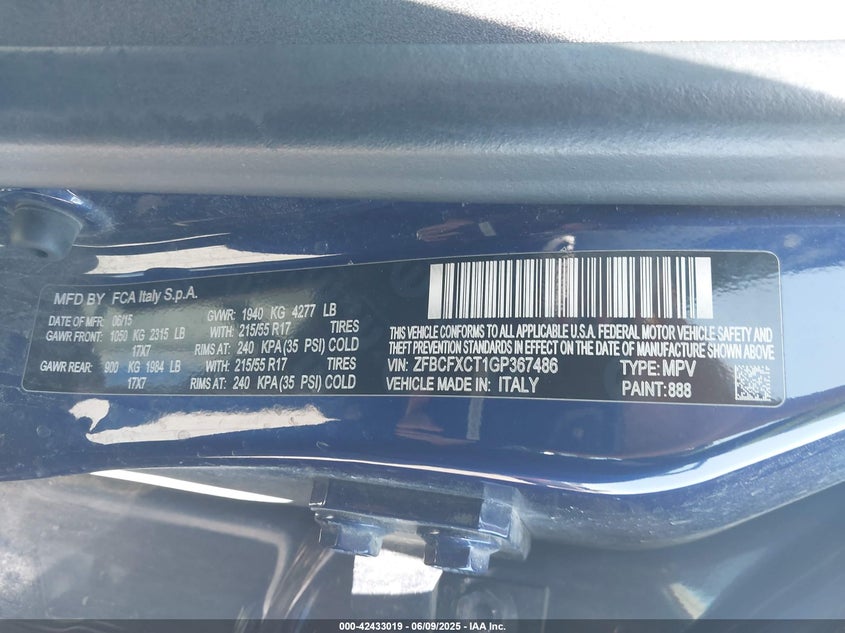 MFD BY FCA Italy S.p.A.
DATE OF MFR: 06/15 GVWR: 1940 KG 4277 LB
GAWR FRONT: 1050 KG 2315 LB WITH: 215/55 R17 TIRES
17X7 RIMS AT: 240 KPA (35 PSI) COLD
GAWR REAR: 900 KG 1984 LB WITH: 215/55 R17 TIRES
17X7 RIMS AT: 240 KPA (35 PSI) COLD
THIS VEHICLE CONFORMS TO ALL APPLICABLE U.S.A. FEDERAL MOTOR VEHICLE SAFETY AND
THEFT PREVENTION STANDARDS IN EFFECT ON THE DATE OF MANUFACTURE SHOWN ABOVE
VIN: ZFBCFXCT1GP367486 TYPE: MPV
VEHICLE MADE IN: ITALY PAINT: 888
000-42433019 - 06/09/2025 - IAA Inc.